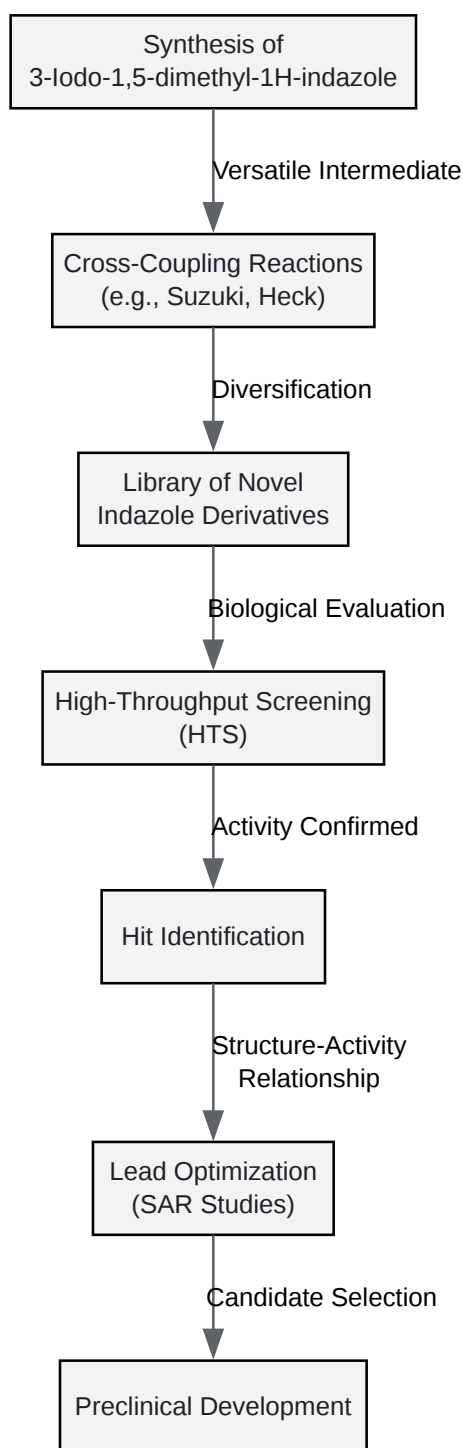 Synthesis of
3-Iodo-1,5-dimethyl-1H-indazole
Versatile Intermediate
Cross-Coupling Reactions
(e.g., Suzuki, Heck)
Diversification
Library of Novel
Indazole Derivatives
Biological Evaluation
High-Throughput Screening
(HTS)
Activity Confirmed
Hit Identification
Structure-Activity
Relationship
Lead Optimization
(SAR Studies)
Candidate Selection
Preclinical Development